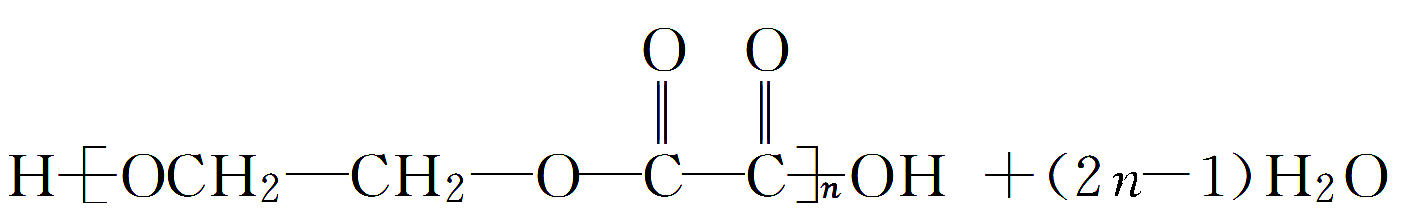 O O
H[OCH₂—CH₂—O—C—C]ₙOH +(2n−1)H₂O